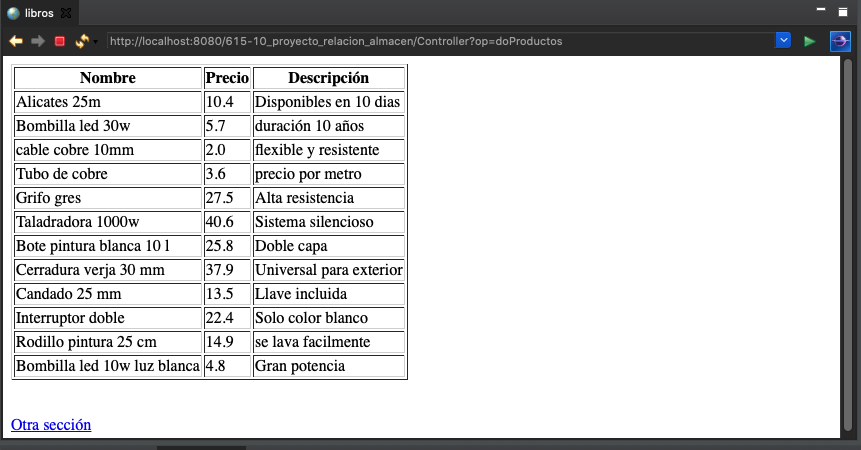 libros
http://localhost:8080/615-10_proyecto_relacion_almacen/Controller?op=doProductos
Nombre Precio Descripción
Alicates 25m 10.4 Disponibles en 10 dias
Bombilla led 30w 5.7 duración 10 años
cable cobre 10mm 2.0 flexible y resistente
Tubo de cobre 3.6 precio por metro
Grifo gres 27.5 Alta resistencia
Taladradora 1000w 40.6 Sistema silencioso
Bote pintura blanca 10 l 25.8 Doble capa
Cerradura verja 30 mm 37.9 Universal para exterior
Candado 25 mm 13.5 Llave incluida
Interruptor doble 22.4 Solo color blanco
Rodillo pintura 25 cm 14.9 se lava facilmente
Bombilla led 10w luz blanca 4.8 Gran potencia
Otra sección